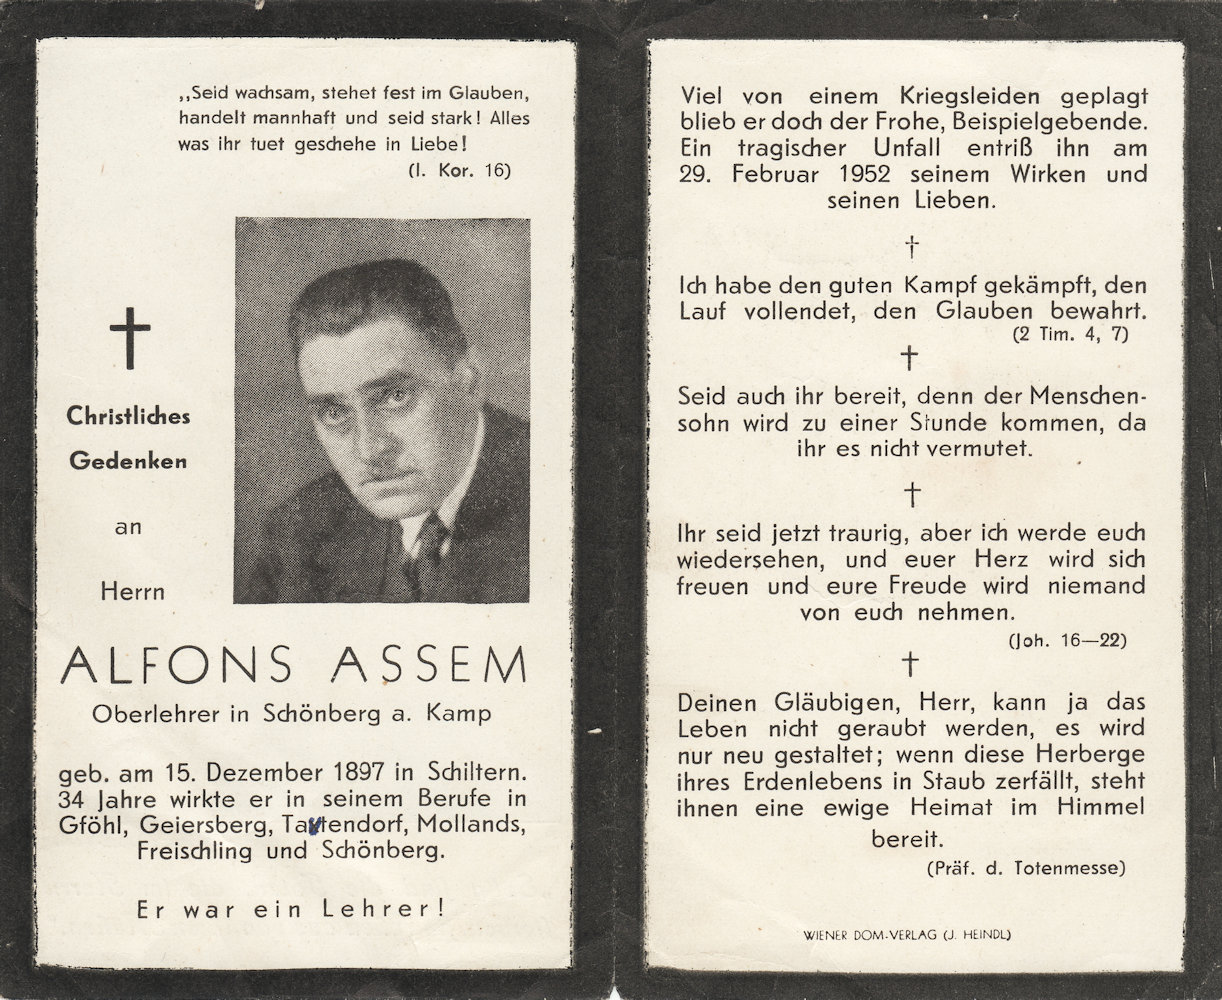 „Seid wachsam, stehet fest im Glauben,
handelt mannhaft und seid stark! Alles
was ihr tuet geschehe in Liebe!
(I. Kor. 16)
Christliches
Gedenken
an
Herrn
ALFONS ASSEM
Oberlehrer in Schönberg a. Kamp
geb. am 15. Dezember 1897 in Schiltern.
34 Jahre wirkte er in seinem Berufe in
Gföhl, Geiersberg, Tautendorf, Mollands,
Freischling und Schönberg.
Er war ein Lehrer!
Viel von einem Kriegsleiden geplagt
blieb er doch der Frohe, Beispielgebende.
Ein tragischer Unfall entriß ihn am
29. Februar 1952 seinem Wirken und
seinen Lieben.
Ich habe den guten Kampf gekämpft, den
Lauf vollendet, den Glauben bewahrt.
(2 Tim. 4, 7)
Seid auch ihr bereit, denn der Menschen-
sohn wird zu einer Stunde kommen, da
ihr es nicht vermutet.
Ihr seid jetzt traurig, aber ich werde euch
wiedersehen, und euer Herz wird sich
freuen und eure Freude wird niemand
von euch nehmen.
(Joh. 16—22)
Deinen Gläubigen, Herr, kann ja das
Leben nicht geraubt werden, es wird
nur neu gestaltet; wenn diese Herberge
ihres Erdenlebens in Staub zerfällt, steht
ihnen eine ewige Heimat im Himmel
bereit.
(Präf. d. Totenmesse)
WIENER DOM-VERLAG (J. HEINDL)